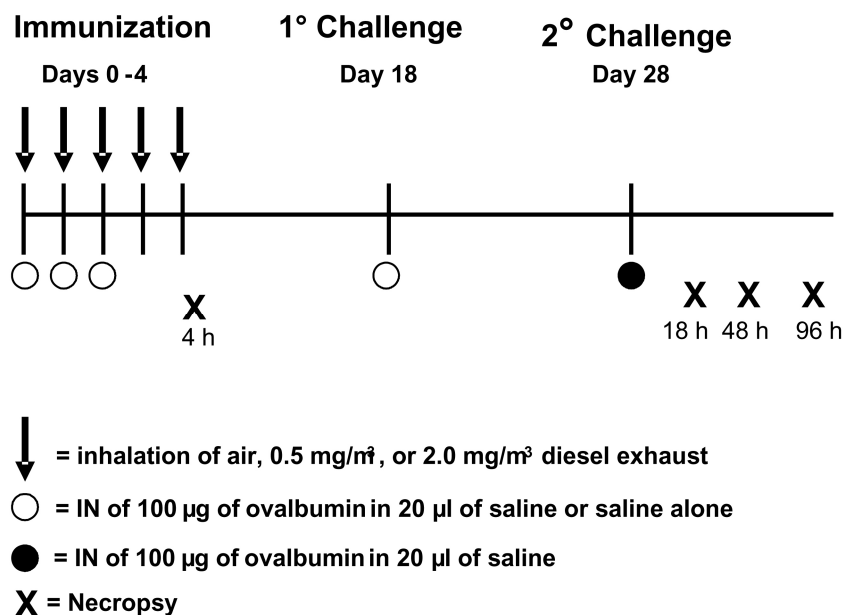 Immunization 1° Challenge 2° Challenge
Days 0-4 Day 18 Day 28
X X X X
4 h 18 h 48 h 96 h
= inhalation of air, 0.5 mg/m³, or 2.0 mg/m³ diesel exhaust
= IN of 100 µg of ovalbumin in 20 µl of saline or saline alone
= IN of 100 µg of ovalbumin in 20 µl of saline
X = Necropsy